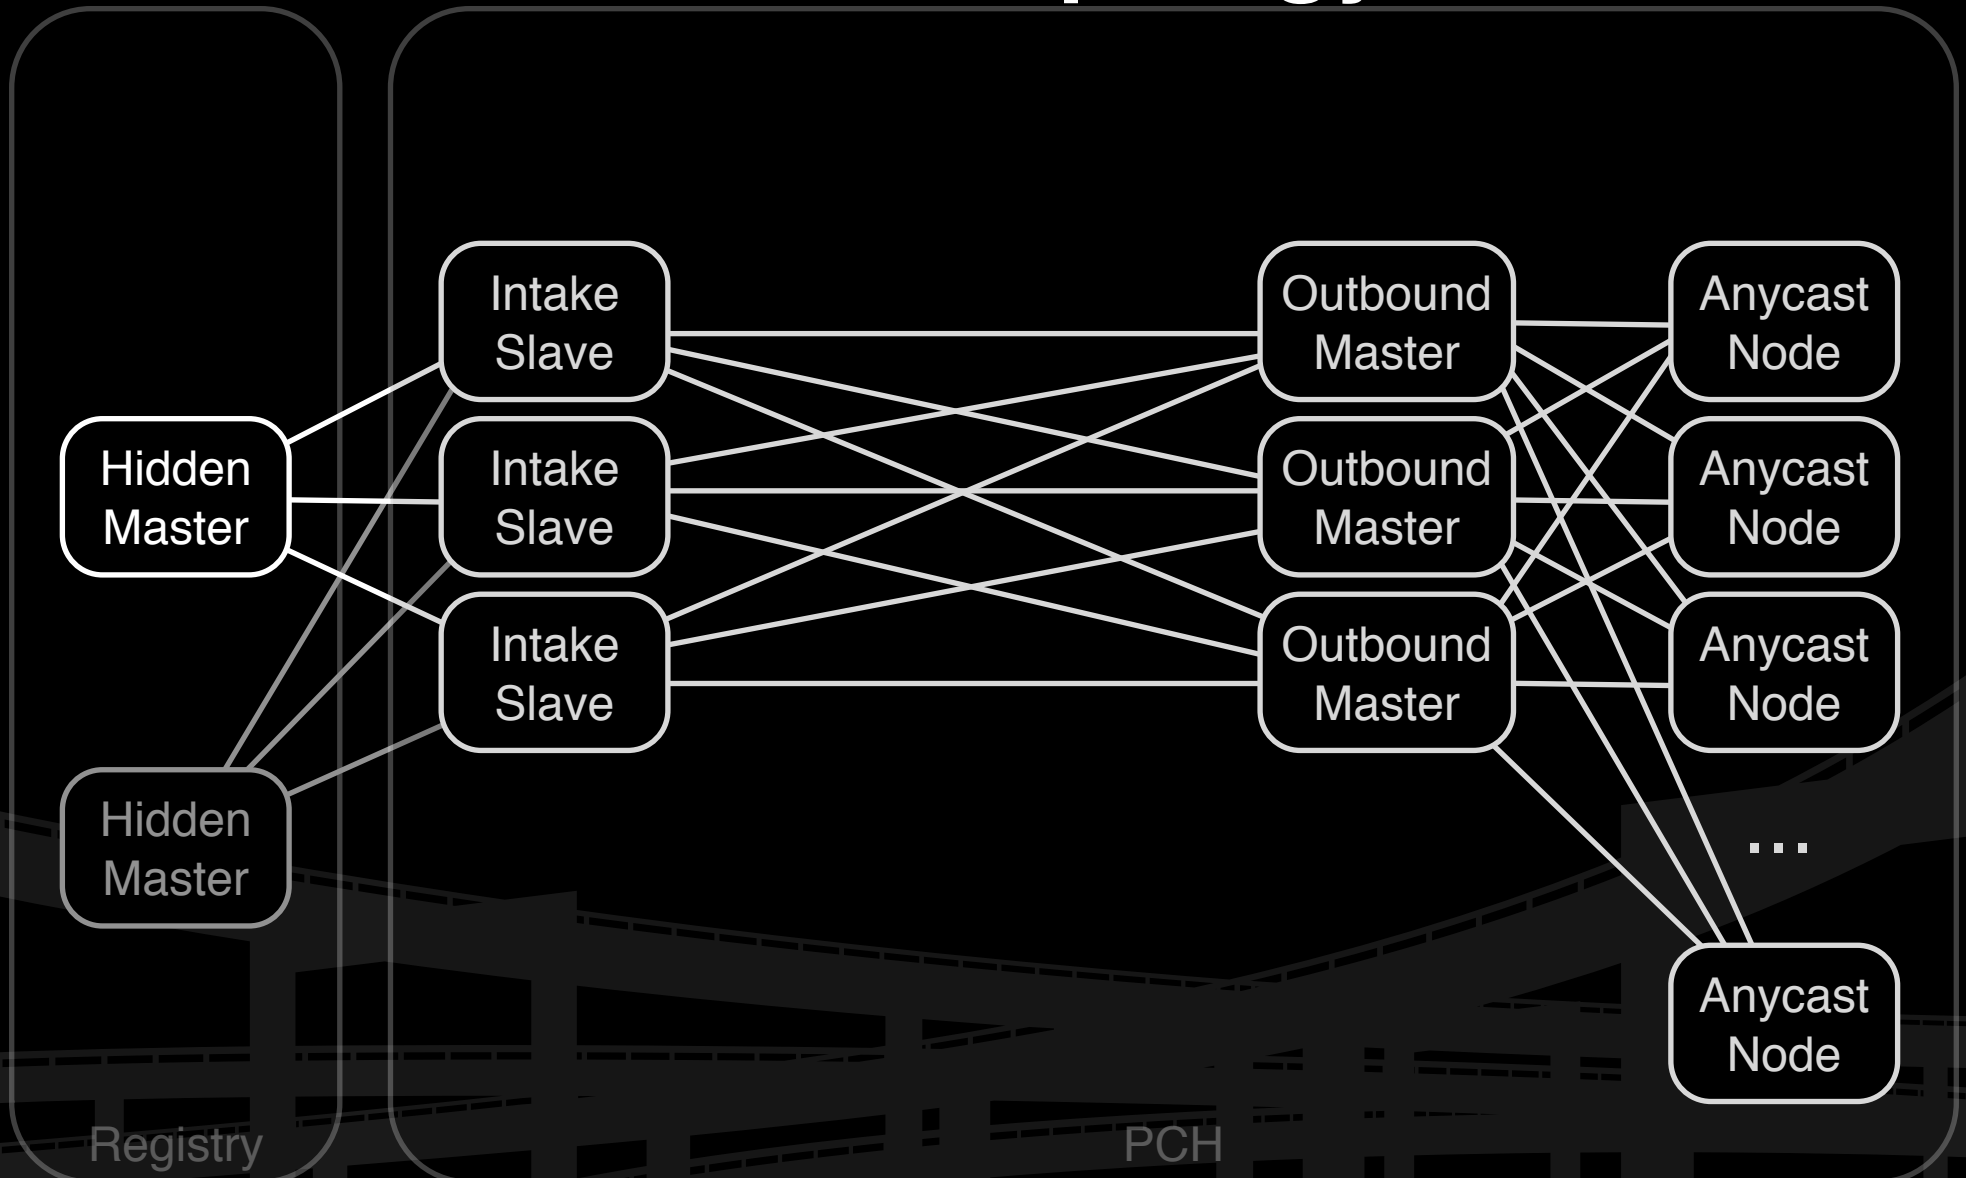 Hidden
Master
Hidden
Master
Registry
Intake
Slave
Intake
Slave
Intake
Slave
Outbound
Master
Outbound
Master
Outbound
Master
Anycast
Node
Anycast
Node
Anycast
Node
...
Anycast
Node
PCH